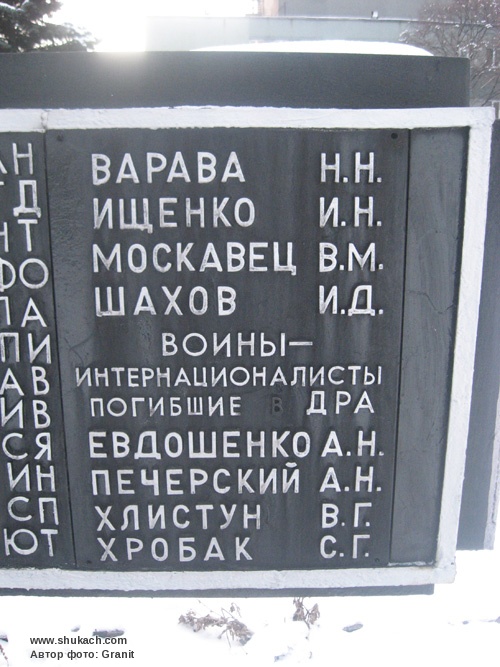 ВАРАВА Н.Н.
ИЩЕНКО И.Н.
МОСКАВЕЦ В.М.
ШАХОВ И.Д.
ВОИНЫ—
ИНТЕРНАЦИОНАЛИСТЫ
ПОГИБШИЕ В ДРА
ЕВДОШЕНКО А.Н.
ПЕЧЕРСКИЙ А.Н.
ХЛИСТУН В.Г.
ХРОБАК С.Г.
www.shukach.com
Автор фото: Granit